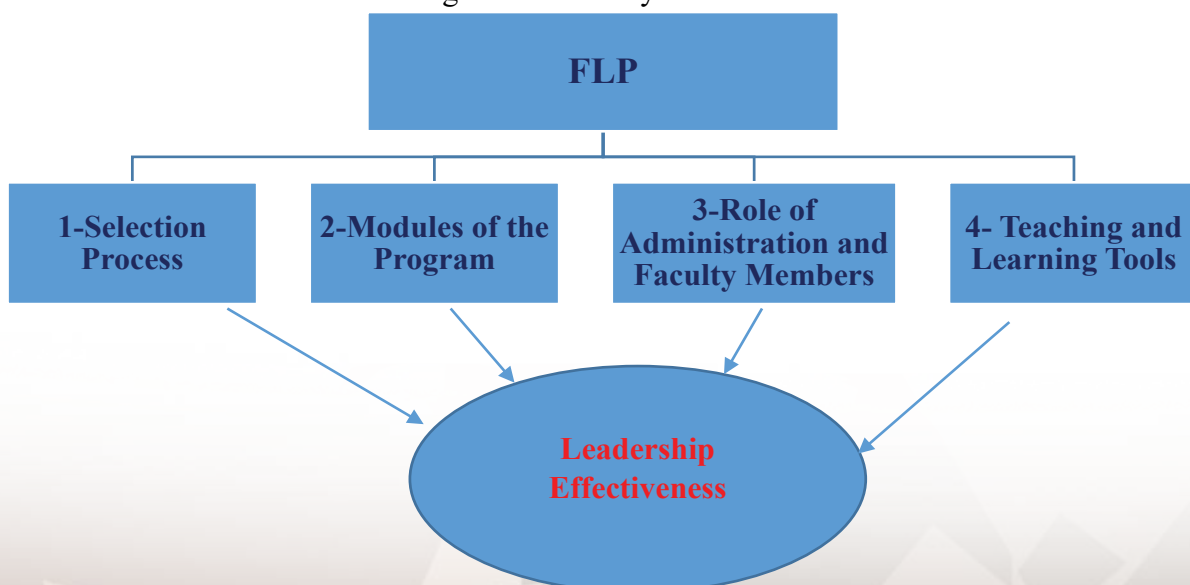 FLP
1-Selection
Process
2-Modules of the
Program
3-Role of
Administration and
Faculty Members
4- Teaching and
Learning Tools
Leadership
Effectiveness